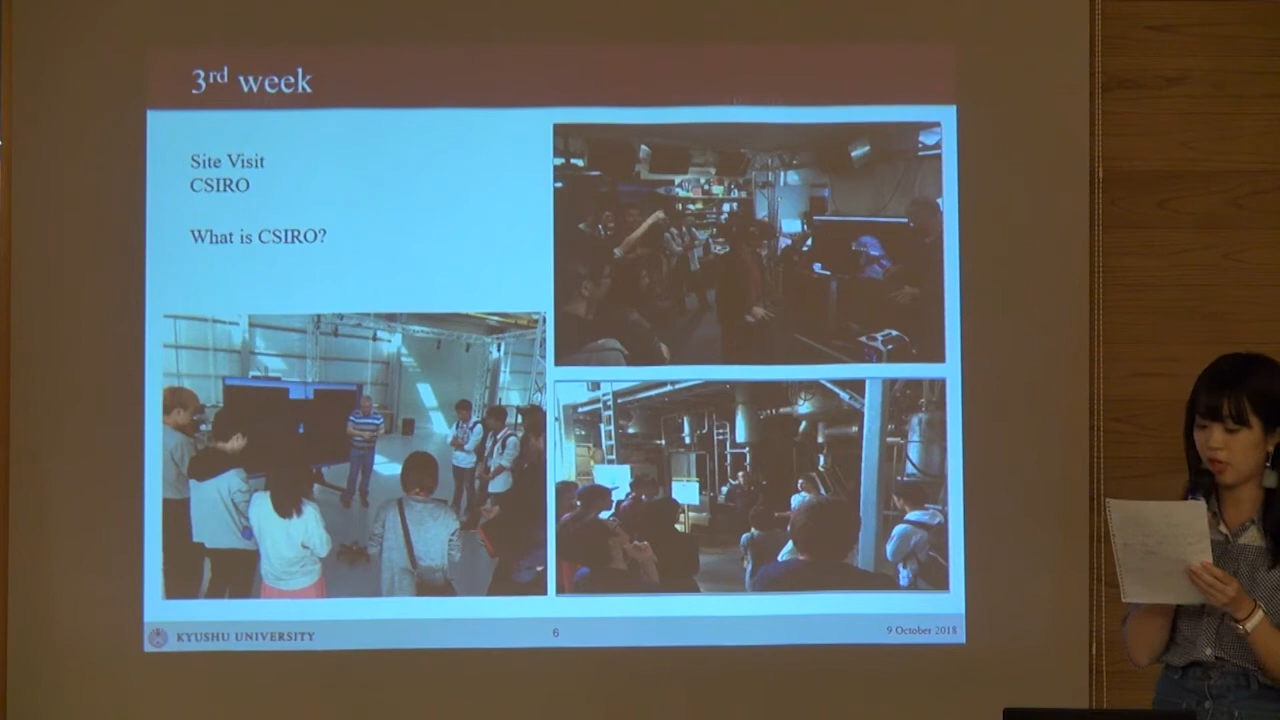 3rd week
Site Visit
CSIRO
What is CSIRO?
KYUSHU UNIVERSITY
6
9 October 2018